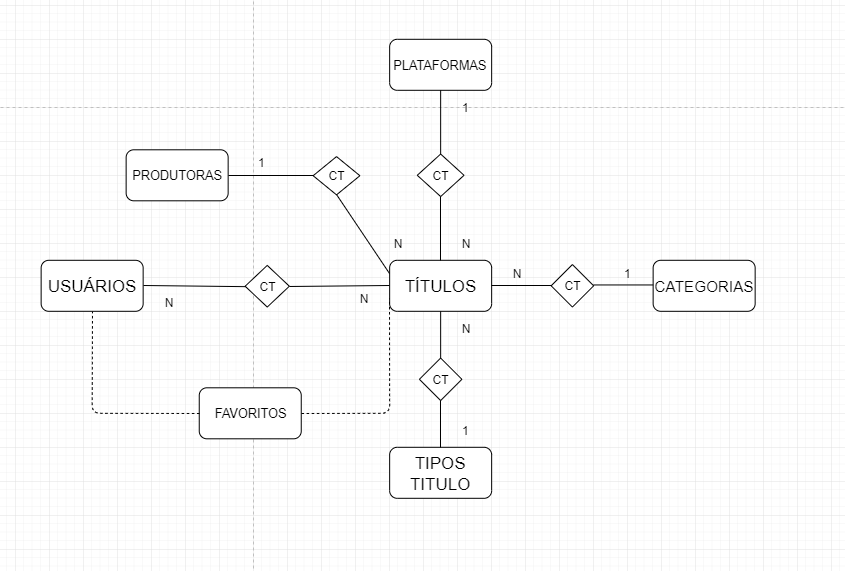 PLATAFORMAS
1
PRODUTORAS
1
CT
CT
N
N
USUÁRIOS
N
CT
N
TÍTULOS
N
CT
1
CATEGORIAS
N
CT
FAVORITOS
1
TIPOS
TITULO